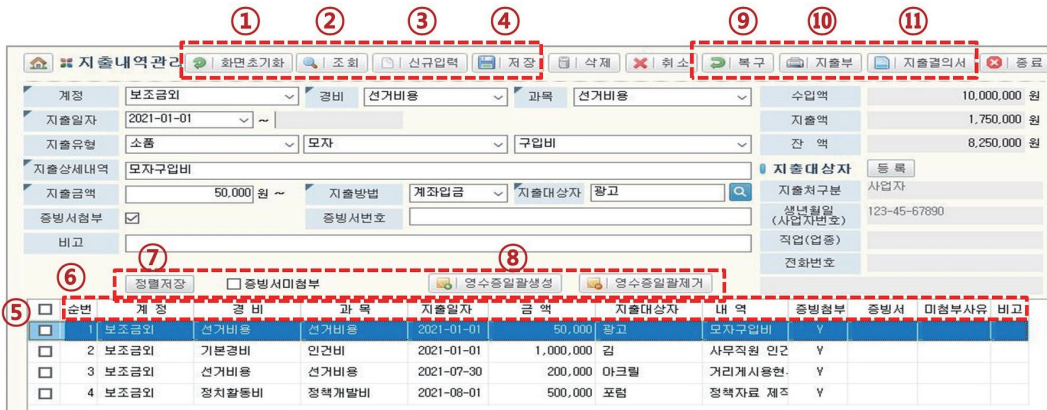 ① ② ③ ④ ⑨ ⑩ ⑪
지출내역관리 화면초기화 조회 신규입력 저장 삭제 취소 복구 지출부 지출결의서 종료
계정 보조금외 경비 선거비용 과목 선거비용 수입액 10,000,000 원
지출일자 2021-01-01 ~ 지출액 1,750,000 원
지출유형 소품 모자 구입비 잔 액 8,250,000 원
지출상세내역 모자구입비 지출대상자 등록
지출금액 50,000 원 ~ 지출방법 계좌입금 지출대상자 광고 지출처구분 사업자
증빙서첨부 증빙서번호 생년월일 (사업자번호) 123-45-67890
비고 직업(업종)
전화번호
⑦ ⑧
⑥ 정렬저장 증빙서미첨부 영수증일괄생성 영수증일괄제거
⑤ 순번 계 정 경 비 과 목 지출일자 금 액 지출대상자 내 역 증빙첨부 증빙서 미첨부사유 비고
1 보조금외 선거비용 선거비용 2021-01-01 50,000 광고 모자구입비 Y
2 보조금외 기본경비 인건비 2021-01-01 1,000,000 김 사무직원 인건 Y
3 보조금외 선거비용 선거비용 2021-07-30 200,000 아크릴 거리게시용현 Y
4 보조금외 정치활동비 정책개발비 2021-08-01 500,000 포럼 정책자료 제작 Y